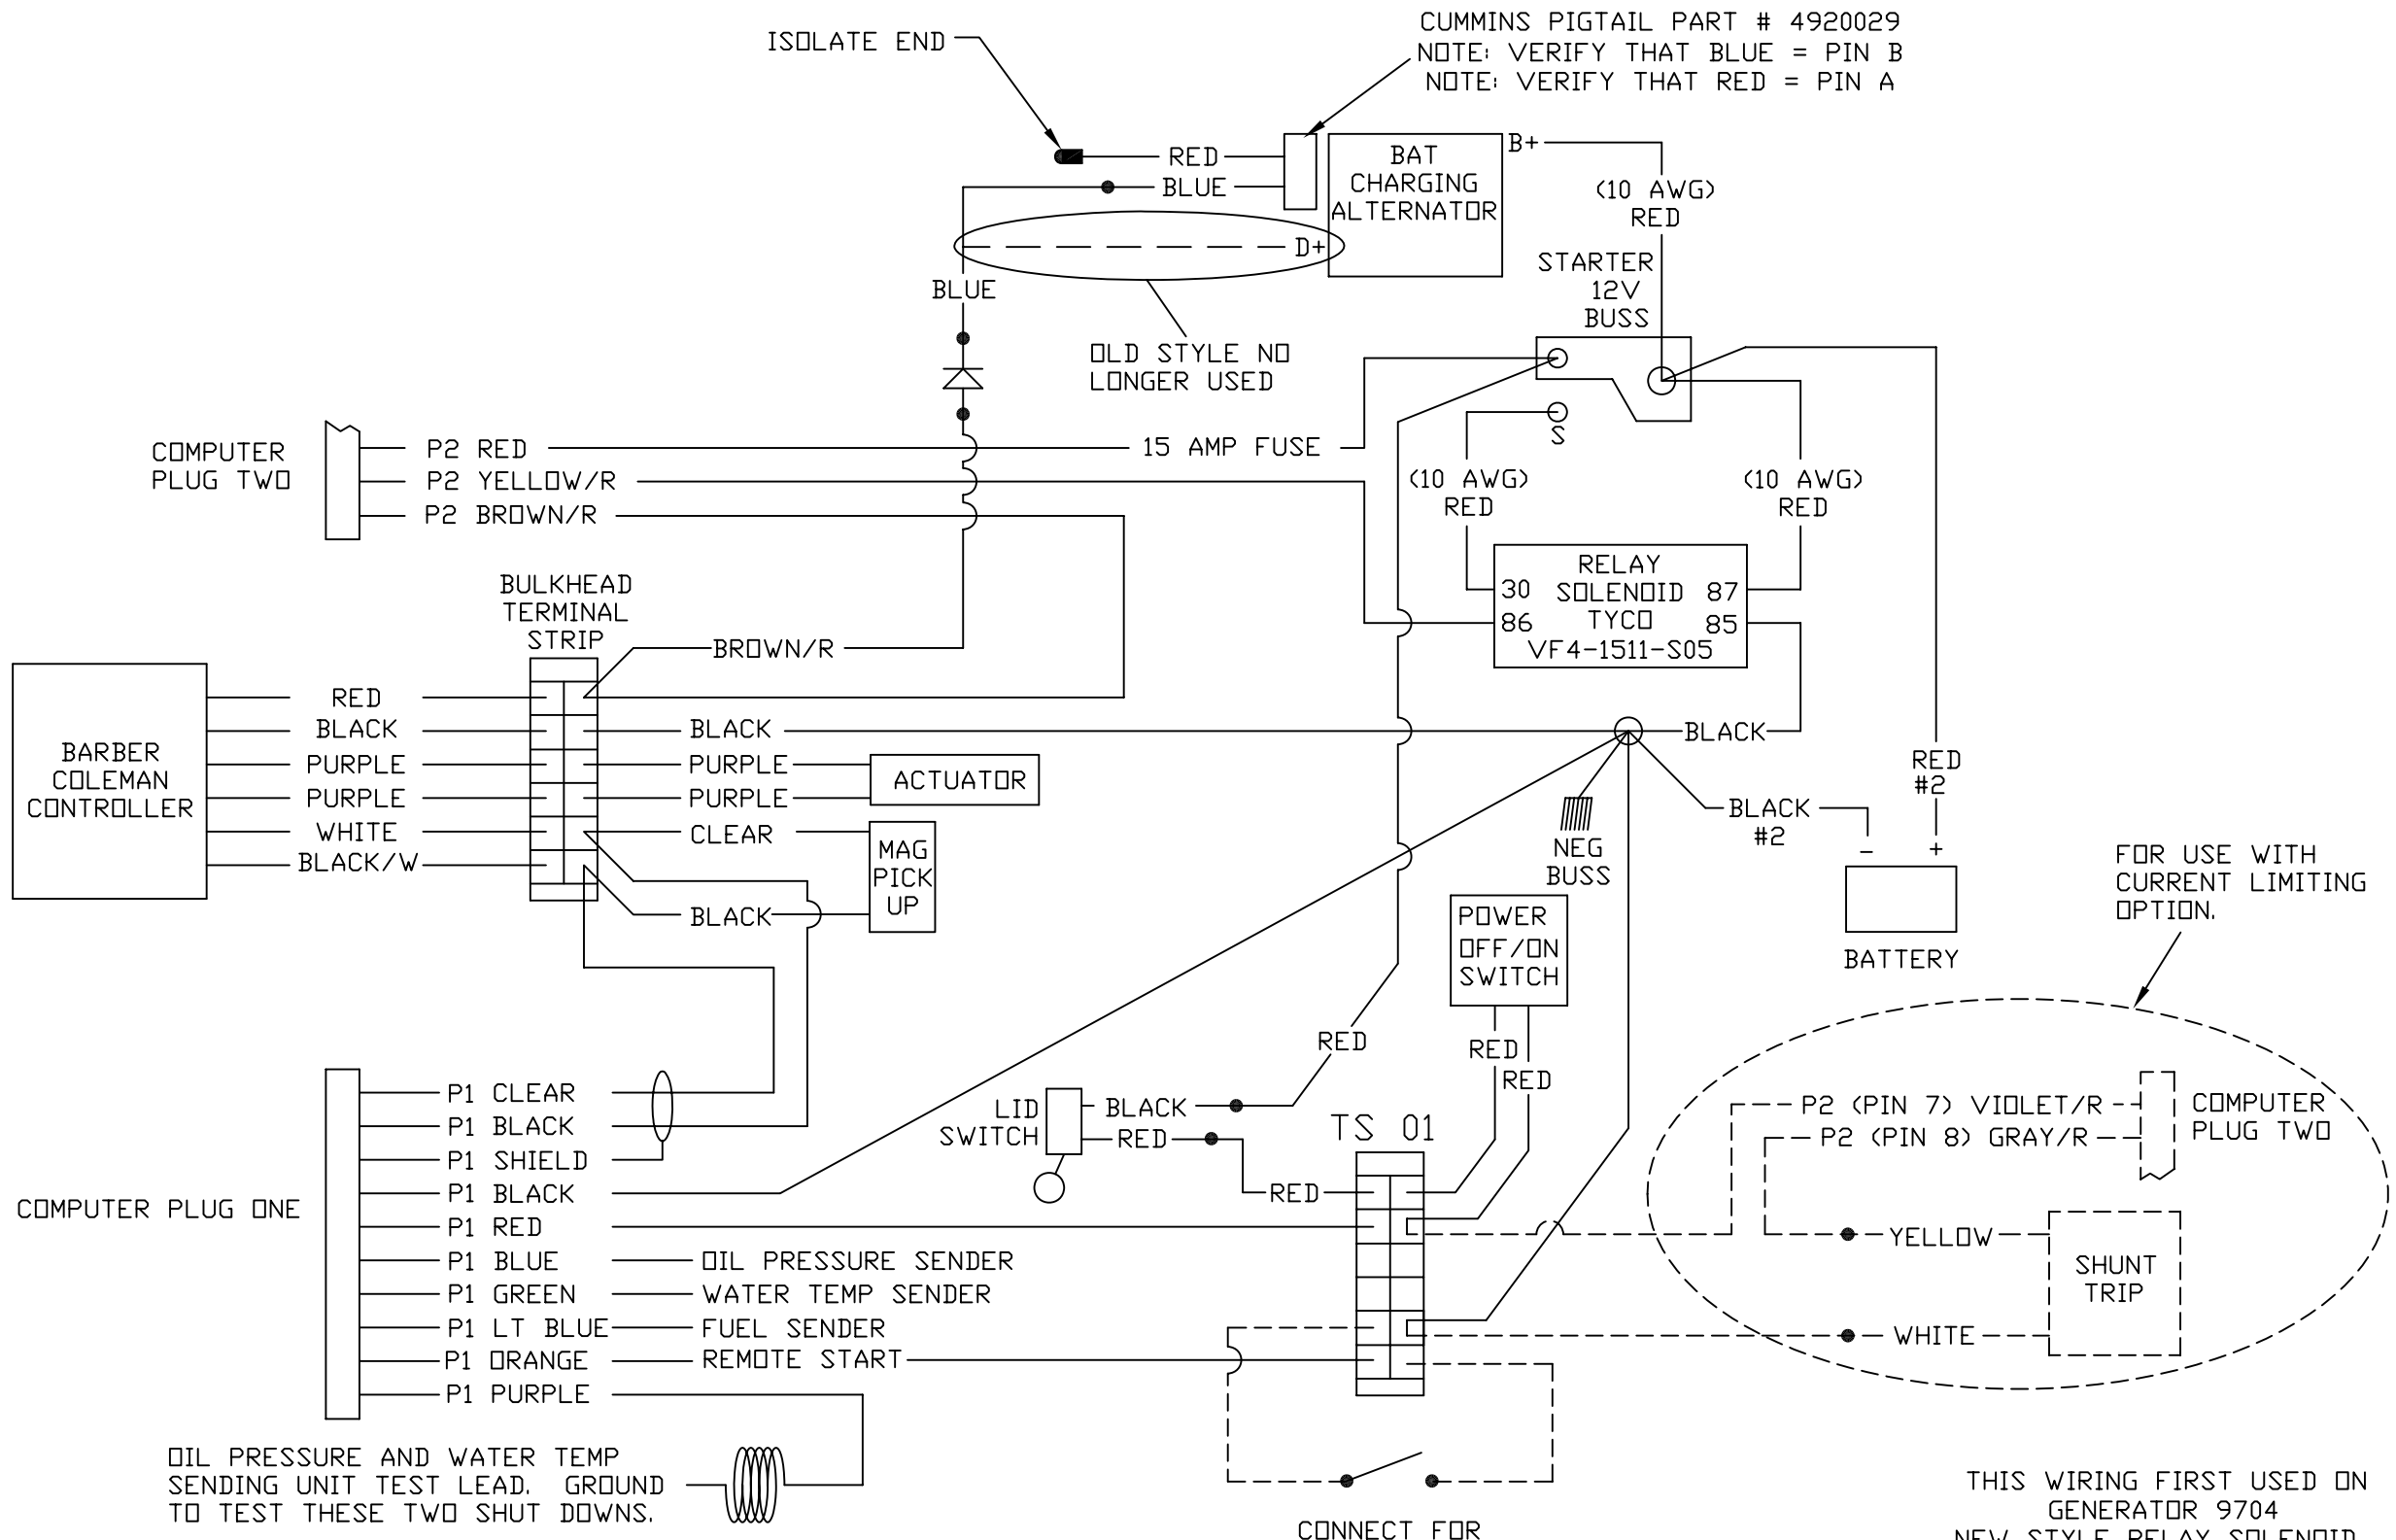 ISOLATE END
CUMMINS PIGTAIL PART # 4920029
NOTE: VERIFY THAT BLUE = PIN B
NOTE: VERIFY THAT RED = PIN A
RED
BLUE
BAT
CHARGING
ALTERNATOR
B+
(10 AWG)
RED
D+
BLUE
STARTER
12V
BUSS
OLD STYLE NO
LONGER USED
S
COMPUTER
PLUG TWO
P2 RED
15 AMP FUSE
P2 YELLOW/R
P2 BROWN/R
(10 AWG)
RED
(10 AWG)
RED
RELAY
SOLENOID
TYCO
VF4-1511-S05
30
86
87
85
BULKHEAD
TERMINAL
STRIP
BROWN/R
BARBER
COLEMAN
CONTROLLER
RED
BLACK
PURPLE
PURPLE
WHITE
BLACK/W
BLACK
PURPLE
PURPLE
CLEAR
BLACK
ACTUATOR
MAG
PICK
UP
BLACK
RED
#2
BLACK
#2
NEG
BUSS
- +
BATTERY
POWER
OFF/ON
SWITCH
FOR USE WITH
CURRENT LIMITING
OPTION.
RED
RED
RED
LID
SWITCH
BLACK
RED
RED
TS 01
COMPUTER PLUG ONE
P1 CLEAR
P1 BLACK
P1 SHIELD
P1 BLACK
P1 RED
P1 BLUE
OIL PRESSURE SENDER
P1 GREEN
WATER TEMP SENDER
P1 LT BLUE
FUEL SENDER
P1 ORANGE
REMOTE START
P1 PURPLE
P2 (PIN 7) VIOLET/R
P2 (PIN 8) GRAY/R
COMPUTER
PLUG TWO
YELLOW
WHITE
SHUNT
TRIP
OIL PRESSURE AND WATER TEMP
SENDING UNIT TEST LEAD. GROUND
TO TEST THESE TWO SHUT DOWNS.
CONNECT FOR
THIS WIRING FIRST USED ON
GENERATOR 9704
NEW STYLE RELAY SOLENOID